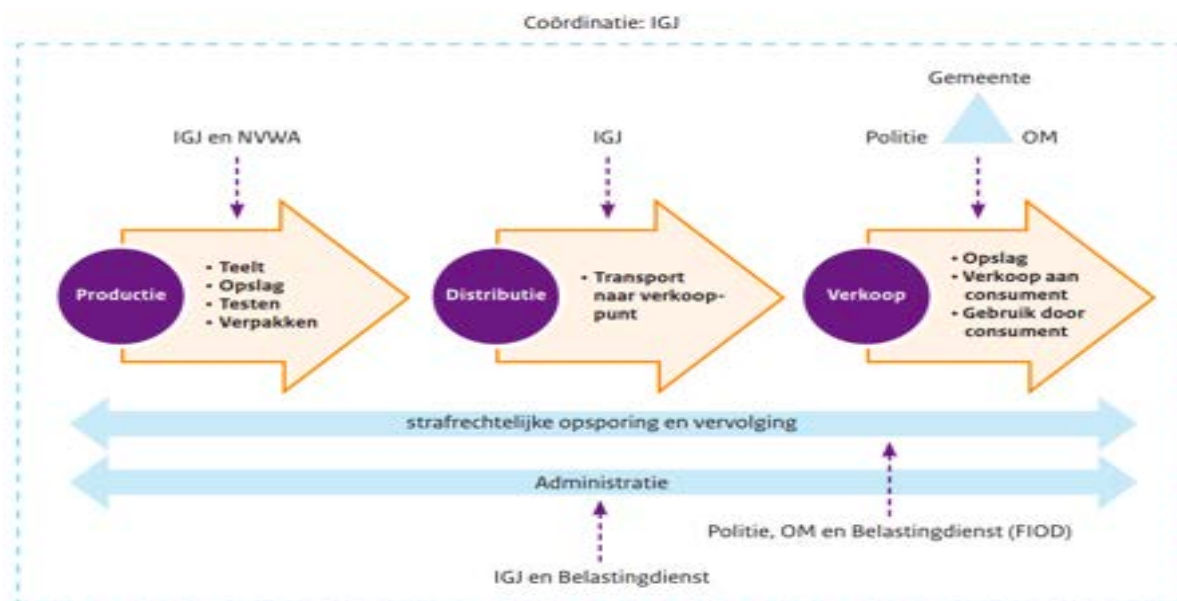 Coördinatie: IGJ
Gemeente
IGJ en NVWA
IGJ
Politie
OM
Productie
• Teelt
• Opslag
• Testen
• Verpakken
Distributie
• Transport
naar verkoop-
punt
Verkoop
• Opslag
• Verkoop aan
consument
• Gebruik door
consument
strafrechtelijke opsporing en vervolging
Administratie
Politie, OM en Belastingdienst (FIOD)
IGJ en Belastingdienst